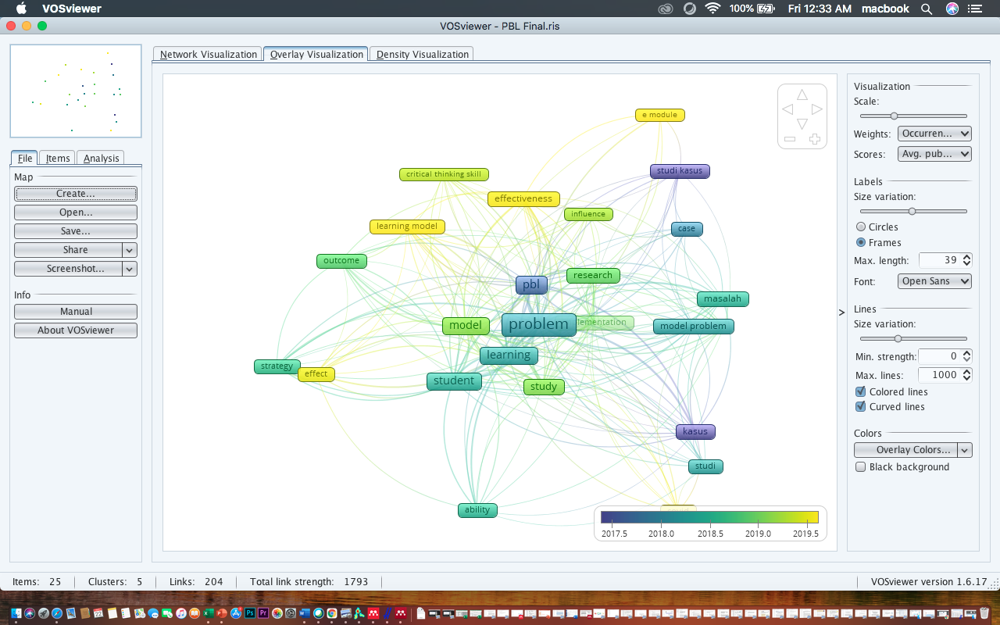 VOSviewer
100%
Fri 12:33 AM
macbook
VOSviewer - PBL Final.ris
Network Visualization
Overlay Visualization
Density Visualization
File
Items
Analysis
Map
Create...
Open...
Save...
Share
Screenshot...
Info
Manual
About VOSviewer
e module
studi kasus
critical thinking skill
effectiveness
influence
learning model
case
outcome
research
pbl
masalah
problem
lementation
model
model problem
learning
strategy
effect
student
study
kasus
studi
ability
2017.5
2018.0
2018.5
2019.0
2019.5
Visualization
Scale:
Weights:
Occurren...
Scores:
Avg. pub...
Labels
Size variation:
Circles
Frames
Max. length:
39
Font:
Open Sans
Lines
Size variation:
Min. strength:
0
Max. lines:
1000
Colored lines
Curved lines
Colors
Overlay Colors...
Black background
>
Items: 25
Clusters: 5
Links: 204
Total link strength: 1793
VOSviewer version 1.6.17
Ps
Pr